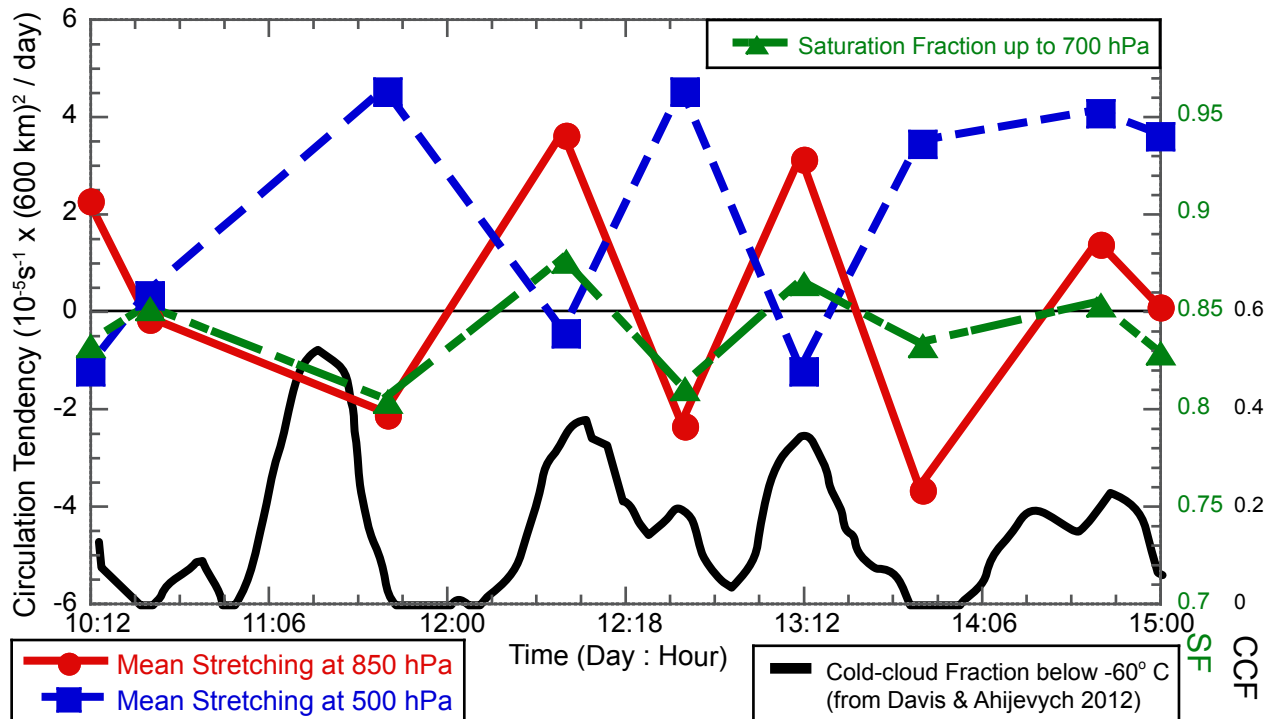 Circulation Tendency (10⁻⁵s⁻¹ x (600 km)² / day)
6
4
2
0
-2
-4
-6
Saturation Fraction up to 700 hPa
0.95
0.9
0.85
0.8
0.75
0.7
SF
0.6
0.4
0.2
0
CCF
10:12
11:06
12:00
12:18
13:12
14:06
15:00
Time (Day : Hour)
Mean Stretching at 850 hPa
Mean Stretching at 500 hPa
Cold-cloud Fraction below -60° C
(from Davis & Ahijevych 2012)